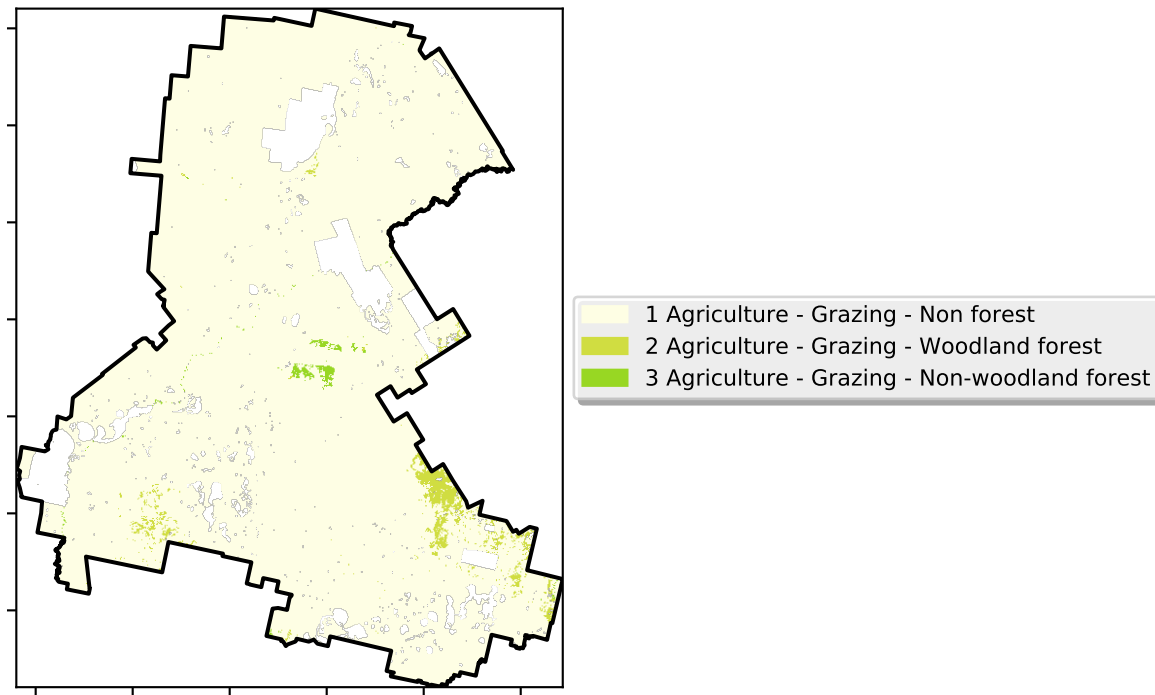 1 Agriculture - Grazing - Non forest
2 Agriculture - Grazing - Woodland forest
3 Agriculture - Grazing - Non-woodland forest